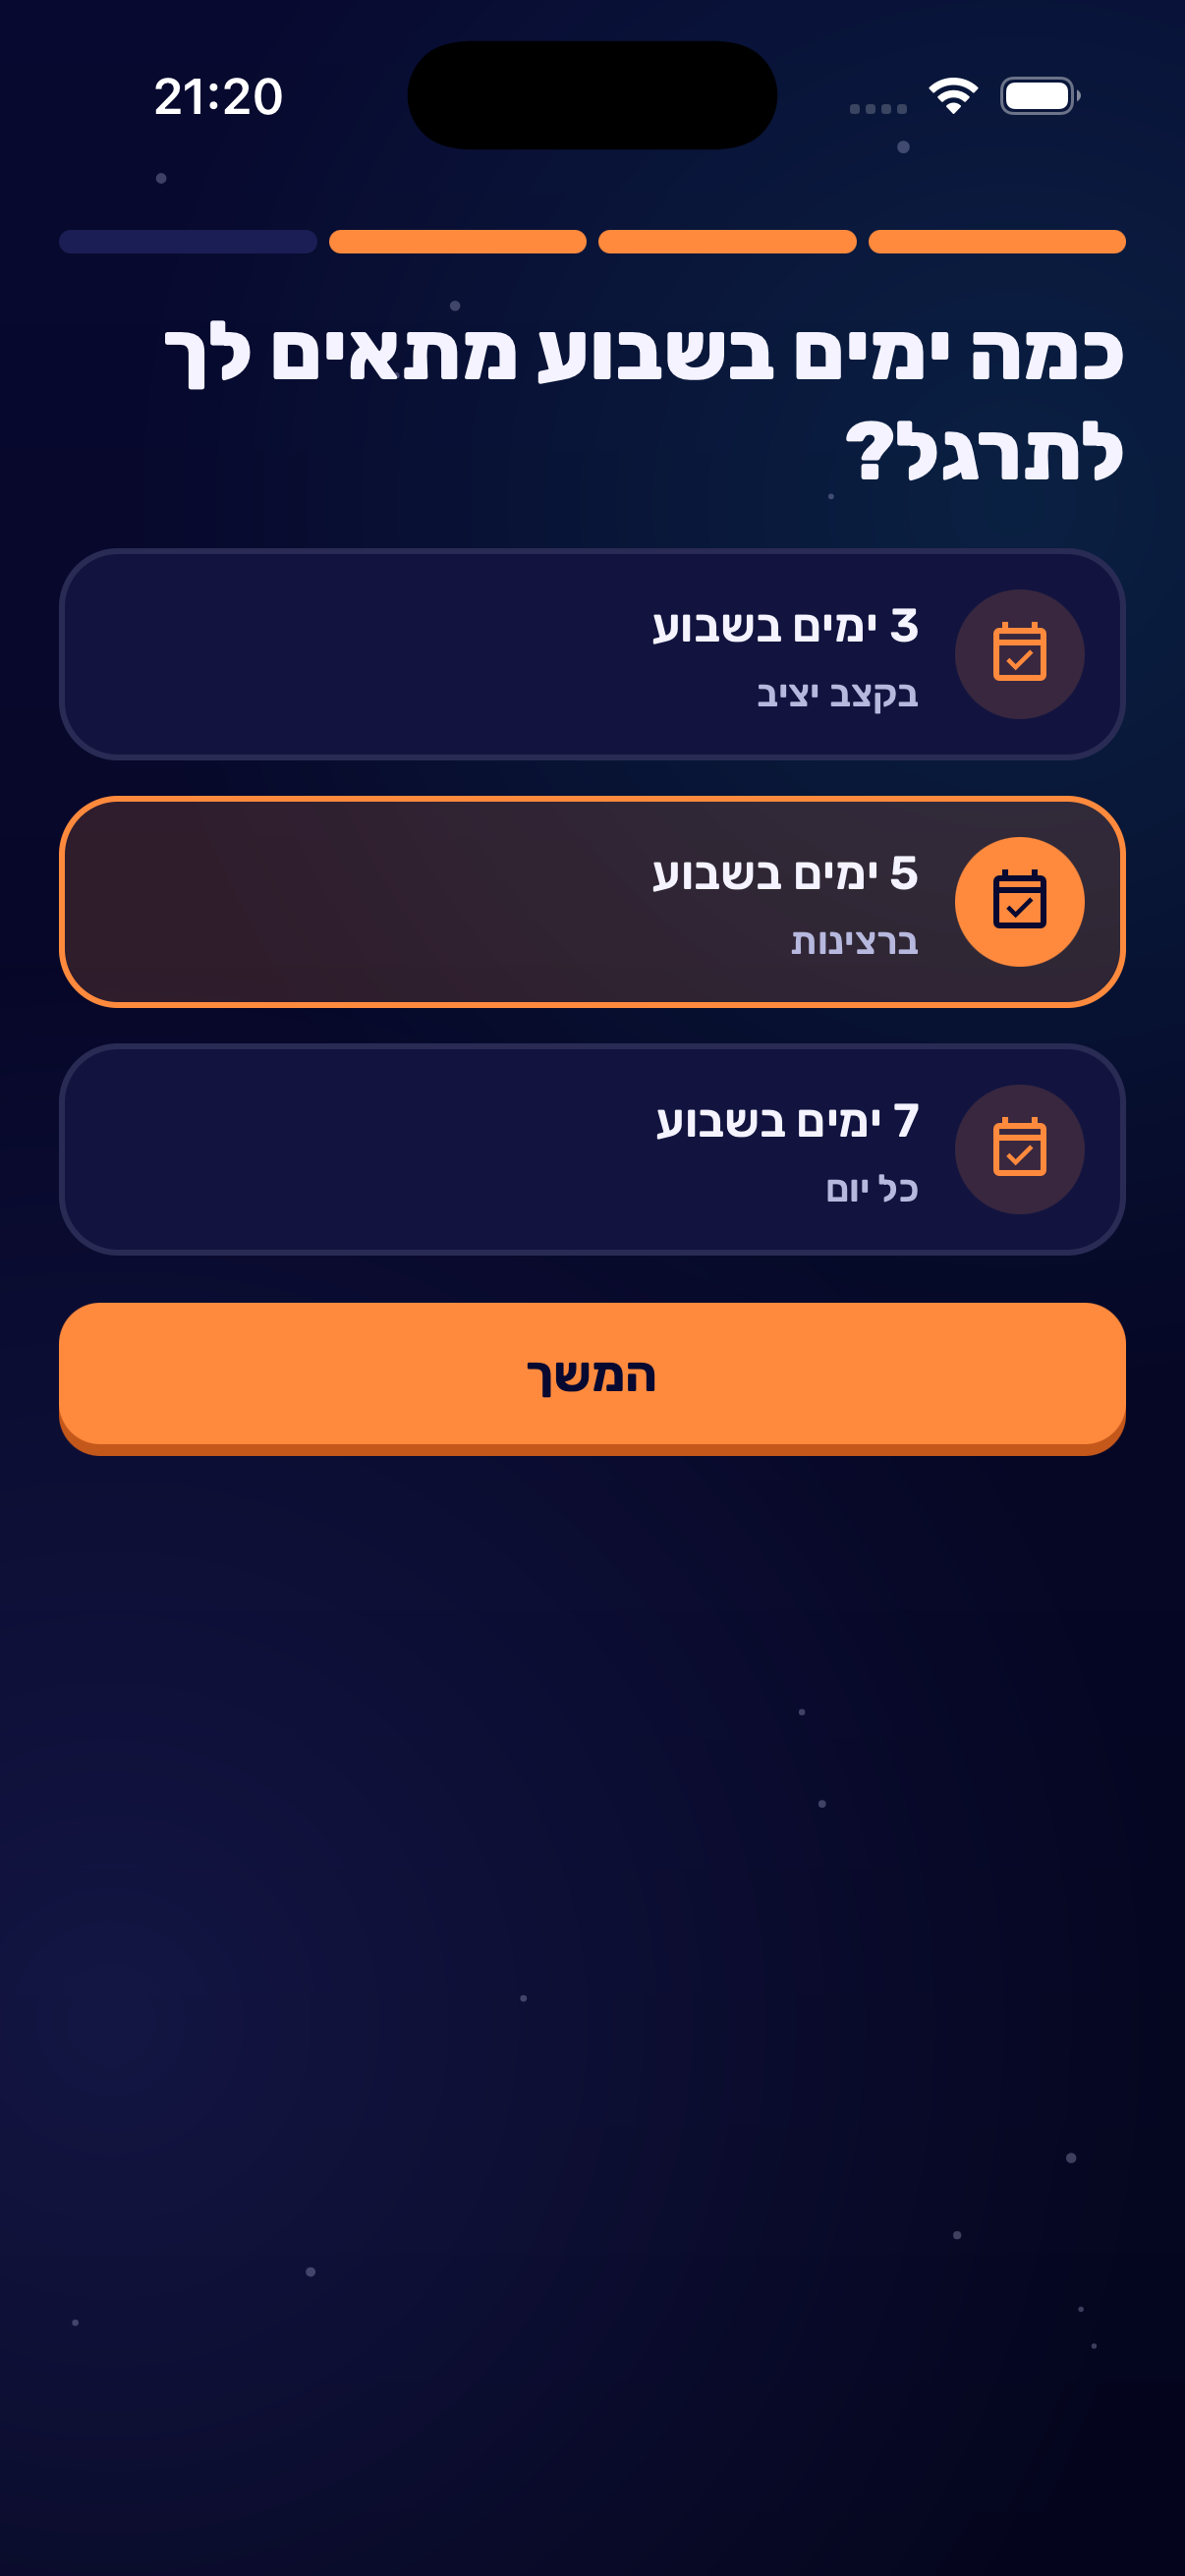 21:20
כמה ימים בשבוע מתאים לך
לתרגל?
3 ימים בשבוע
בקצב יציב
5 ימים בשבוע
ברצינות
7 ימים בשבוע
כל יום
המשך